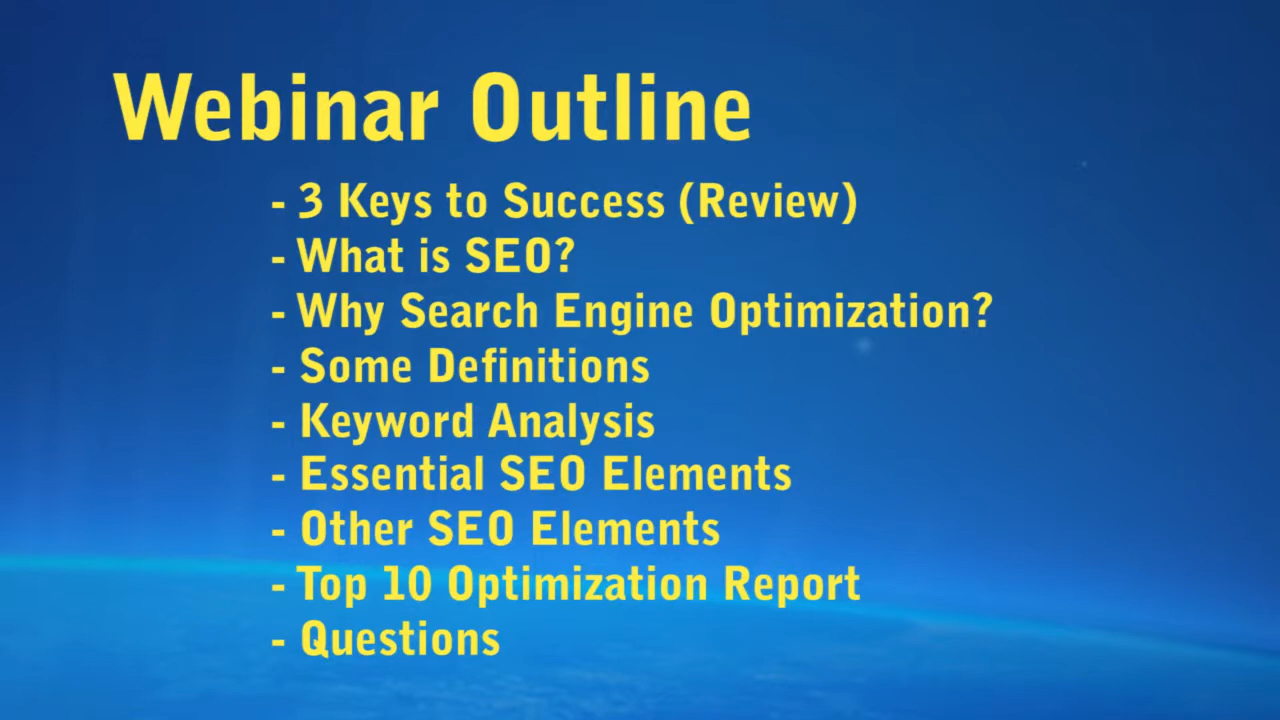 Webinar Outline
- 3 Keys to Success (Review)
- What is SEO?
- Why Search Engine Optimization?
- Some Definitions
- Keyword Analysis
- Essential SEO Elements
- Other SEO Elements
- Top 10 Optimization Report
- Questions